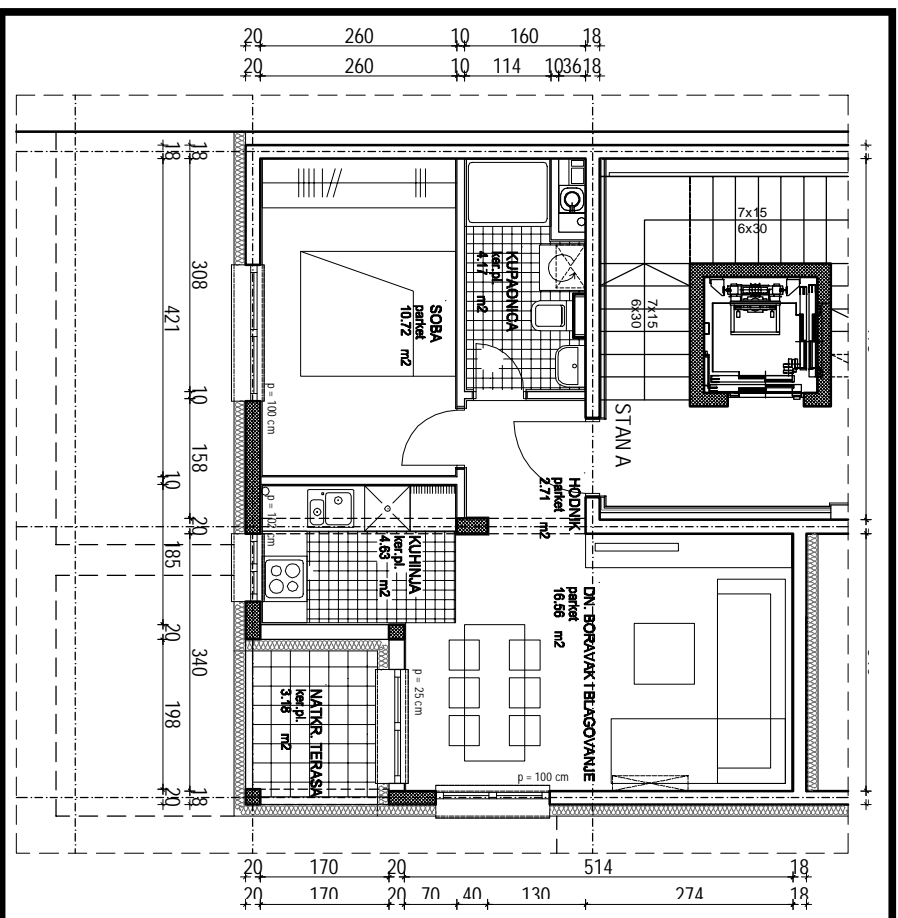 20 260 10 160 18
20 260 10 114 10 36 18
18 18
308
421
10
158
10
20
185
20
340
198
20 18
7x15
6x30
7x15
6x30
KUPAONICA
ker.pl.
4.17 m2
SOBA
parket
10.72 m2
p = 100 cm
STAN A
HODNIK
parket
2.71 m2
p = 102 cm
KUHINJA
ker.pl.
4.63 m2
DN. BORAVAK I BLAGOVANJE
parket
16.56 m2
NATKR. TERASA
ker.pl.
3.18 m2
p = 25 cm
p = 100 cm
20 170 20 514 18
20 170 20 70 40 130 274 18